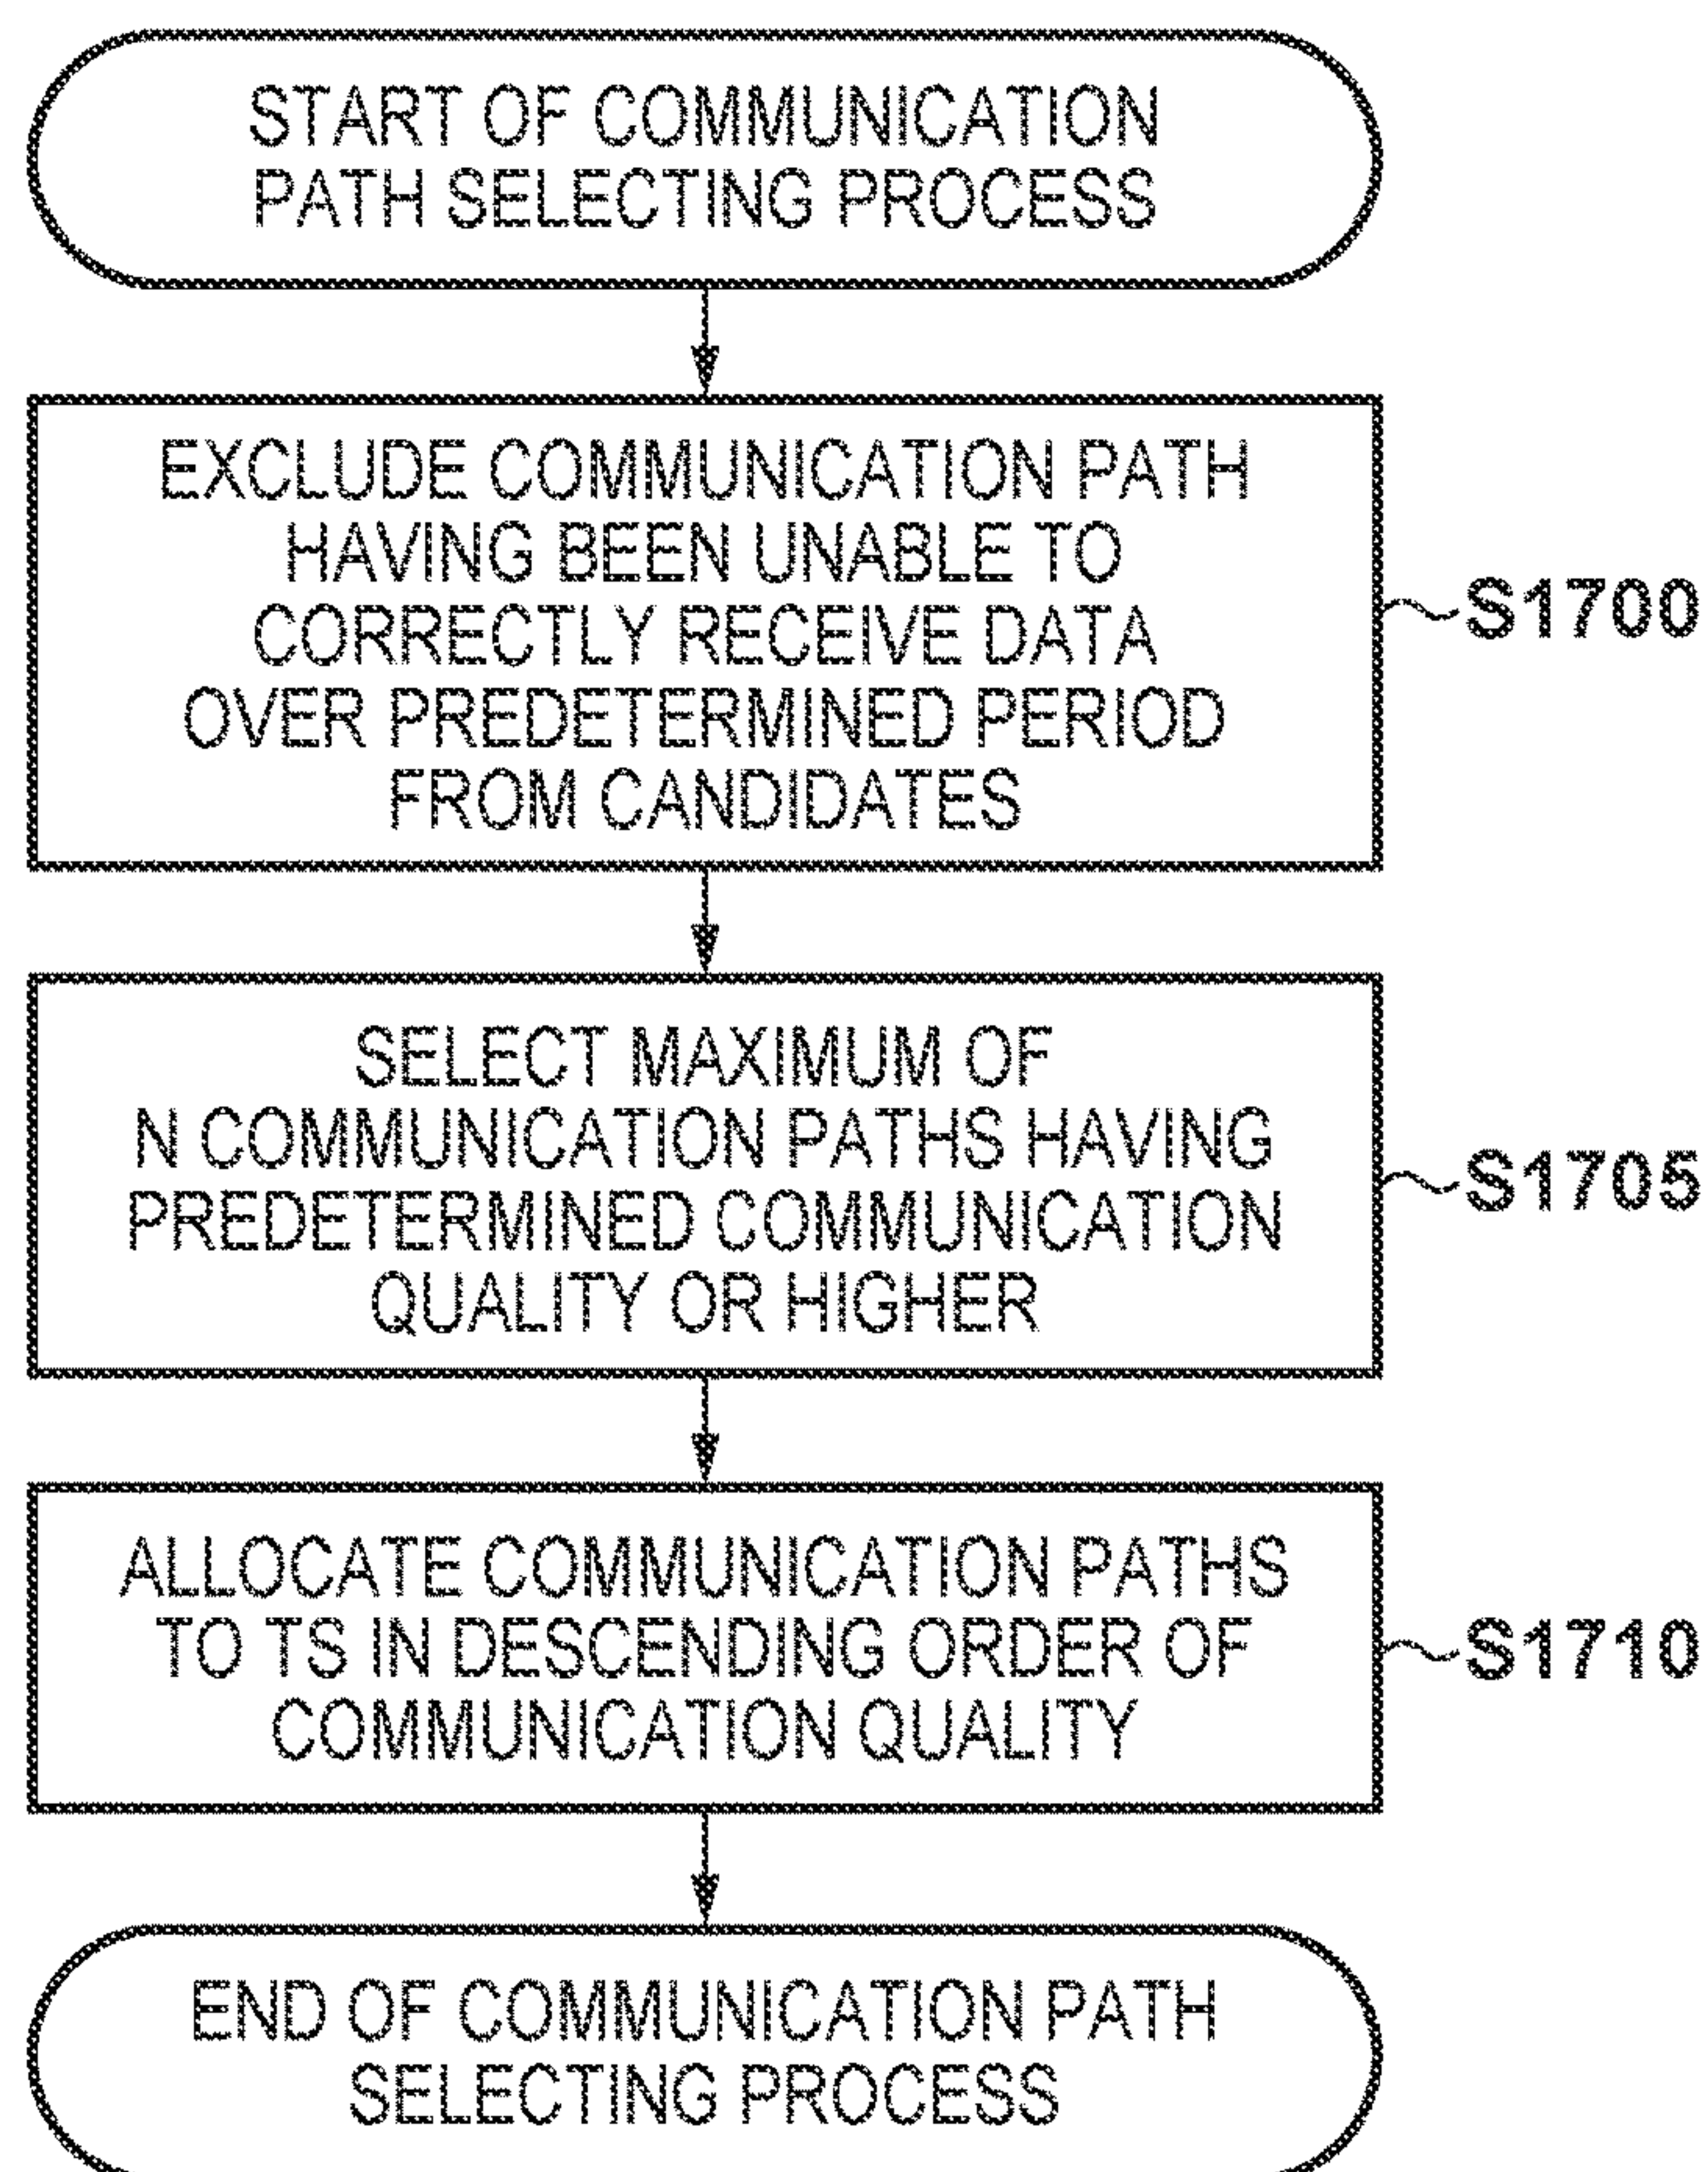 START OF COMMUNICATION
PATH SELECTING PROCESS
EXCLUDE COMMUNICATION PATH
HAVING BEEN UNABLE TO
CORRECTLY RECEIVE DATA
OVER PREDETERMINED PERIOD
FROM CANDIDATES
S1700
SELECT MAXIMUM OF
N COMMUNICATION PATHS HAVING
PREDETERMINED COMMUNICATION
QUALITY OR HIGHER
S1705
ALLOCATE COMMUNICATION PATHS
TO TS IN DESCENDING ORDER OF
COMMUNICATION QUALITY
S1710
END OF COMMUNICATION PATH
SELECTING PROCESS